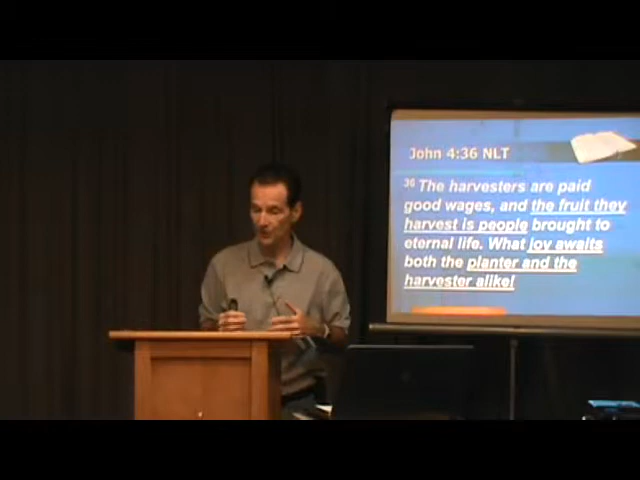 John 4:36 NLT
36 The harvesters are paid
good wages, and the fruit they
harvest is people brought to
eternal life. What joy awaits
both the planter and the
harvester alike!